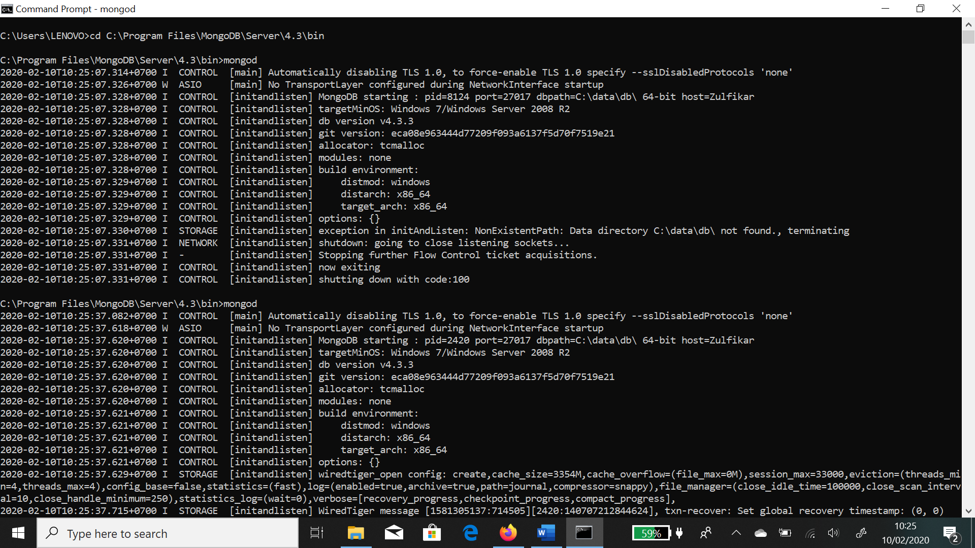 Command Prompt - mongod
C:\Users\LENOVO>cd C:\Program Files\MongoDB\Server\4.3\bin
C:\Program Files\MongoDB\Server\4.3\bin>mongod
2020-02-10T10:25:07.314+0700 I  CONTROL  [main] Automatically disabling TLS 1.0, to force-enable TLS 1.0 specify --sslDisabledProtocols 'none'
2020-02-10T10:25:07.326+0700 W  ASIO     [main] No TransportLayer configured during NetworkInterface startup
2020-02-10T10:25:07.328+0700 I  CONTROL  [initandlisten] MongoDB starting : pid=8124 port=27017 dbpath=C:\data\db\ 64-bit host=Zulfikar
2020-02-10T10:25:07.328+0700 I  CONTROL  [initandlisten] targetMinOS: Windows 7/Windows Server 2008 R2
2020-02-10T10:25:07.328+0700 I  CONTROL  [initandlisten] db version v4.3.3
2020-02-10T10:25:07.328+0700 I  CONTROL  [initandlisten] git version: eca08e963444d77209f093a6137f5d70f7519e21
2020-02-10T10:25:07.328+0700 I  CONTROL  [initandlisten] allocator: tcmalloc
2020-02-10T10:25:07.328+0700 I  CONTROL  [initandlisten] modules: none
2020-02-10T10:25:07.328+0700 I  CONTROL  [initandlisten] build environment:
2020-02-10T10:25:07.329+0700 I  CONTROL  [initandlisten]     distmod: windows
2020-02-10T10:25:07.329+0700 I  CONTROL  [initandlisten]     distarch: x86_64
2020-02-10T10:25:07.329+0700 I  CONTROL  [initandlisten]     target_arch: x86_64
2020-02-10T10:25:07.329+0700 I  CONTROL  [initandlisten] options: {}
2020-02-10T10:25:07.330+0700 I  STORAGE  [initandlisten] exception in initAndListen: NonExistentPath: Data directory C:\data\db\ not found., terminating
2020-02-10T10:25:07.331+0700 I  NETWORK  [initandlisten] shutdown: going to close listening sockets...
2020-02-10T10:25:07.331+0700 I  -        [initandlisten] Stopping further Flow Control ticket acquisitions.
2020-02-10T10:25:07.331+0700 I  CONTROL  [initandlisten] now exiting
2020-02-10T10:25:07.331+0700 I  CONTROL  [initandlisten] shutting down with code:100
C:\Program Files\MongoDB\Server\4.3\bin>mongod
2020-02-10T10:25:37.082+0700 I  CONTROL  [main] Automatically disabling TLS 1.0, to force-enable TLS 1.0 specify --sslDisabledProtocols 'none'
2020-02-10T10:25:37.618+0700 W  ASIO     [main] No TransportLayer configured during NetworkInterface startup
2020-02-10T10:25:37.620+0700 I  CONTROL  [initandlisten] MongoDB starting : pid=2420 port=27017 dbpath=C:\data\db\ 64-bit host=Zulfikar
2020-02-10T10:25:37.620+0700 I  CONTROL  [initandlisten] targetMinOS: Windows 7/Windows Server 2008 R2
2020-02-10T10:25:37.620+0700 I  CONTROL  [initandlisten] db version v4.3.3
2020-02-10T10:25:37.620+0700 I  CONTROL  [initandlisten] git version: eca08e963444d77209f093a6137f5d70f7519e21
2020-02-10T10:25:37.620+0700 I  CONTROL  [initandlisten] allocator: tcmalloc
2020-02-10T10:25:37.620+0700 I  CONTROL  [initandlisten] modules: none
2020-02-10T10:25:37.621+0700 I  CONTROL  [initandlisten] build environment:
2020-02-10T10:25:37.621+0700 I  CONTROL  [initandlisten]     distmod: windows
2020-02-10T10:25:37.621+0700 I  CONTROL  [initandlisten]     distarch: x86_64
2020-02-10T10:25:37.621+0700 I  CONTROL  [initandlisten]     target_arch: x86_64
2020-02-10T10:25:37.621+0700 I  CONTROL  [initandlisten] options: {}
2020-02-10T10:25:37.629+0700 I  STORAGE  [initandlisten] wiredtiger_open config: create,cache_size=3354M,cache_overflow=(file_max=0M),session_max=33000,eviction=(threads_mi
n=4,threads_max=4),config_base=false,statistics=(fast),log=(enabled=true,archive=true,path=journal,compressor=snappy),file_manager=(close_idle_time=100000,close_scan_interv
al=10,close_handle_minimum=250),statistics_log=(wait=0),verbose=[recovery_progress,checkpoint_progress,compact_progress],
2020-02-10T10:25:37.715+0700 I  STORAGE  [initandlisten] WiredTiger message [1581305137:714505][2420:140707212844624], txn-recover: Set global recovery timestamp: (0, 0)
Type here to search
59%
10:25
10/02/2020
2